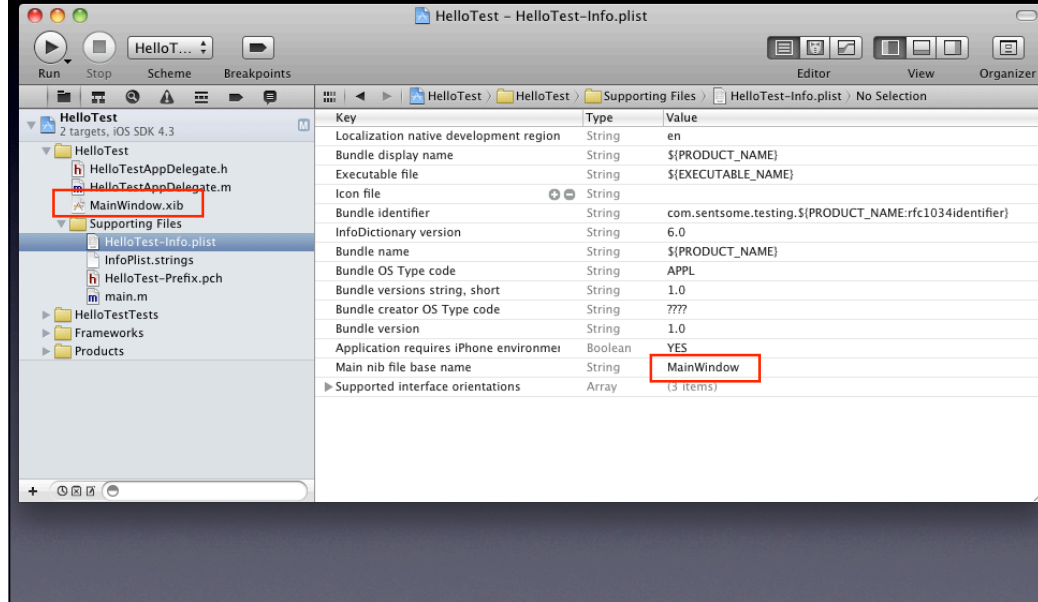 HelloTest – HelloTest-Info.plist
HelloT...
Run Stop Scheme Breakpoints Editor View Organizer
HelloTest HelloTest Supporting Files HelloTest-Info.plist No Selection
HelloTest
2 targets, iOS SDK 4.3
M
HelloTest
h HelloTestAppDelegate.h
m HelloTestAppDelegate.m
MainWindow.xib
Supporting Files
HelloTest-Info.plist
InfoPlist.strings
h HelloTest-Prefix.pch
m main.m
HelloTestTests
Frameworks
Products
Key Type Value
Localization native development region String en
Bundle display name String ${PRODUCT_NAME}
Executable file String ${EXECUTABLE_NAME}
Icon file String
Bundle identifier String com.sentsome.testing.${PRODUCT_NAME:rfc1034identifier}
InfoDictionary version String 6.0
Bundle name String ${PRODUCT_NAME}
Bundle OS Type code String APPL
Bundle versions string, short String 1.0
Bundle creator OS Type code String ????
Bundle version String 1.0
Application requires iPhone environmen Boolean YES
Main nib file base name String MainWindow
Supported interface orientations Array (3 items)